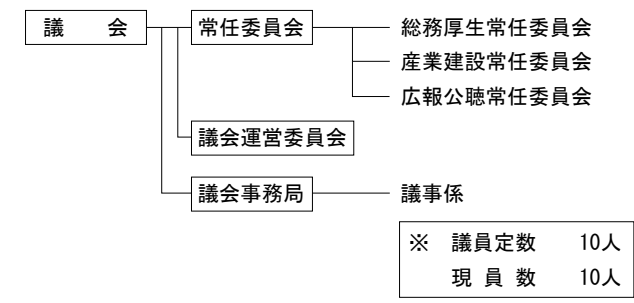 議　　会　常任委員会　総務厚生常任委員会
産業建設常任委員会
広報公聴常任委員会
議会運営委員会
議会事務局　議事係
※　議員定数　10人
現 員 数　10人